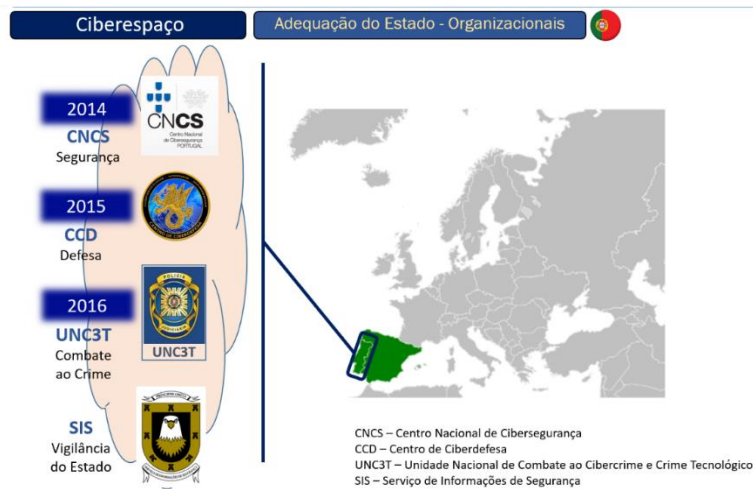 Ciberespaço
Adequação do Estado - Organizacionais
2014
CNCS
Segurança
CNCS
Centro Nacional
de Cibersegurança
PORTUGAL
2015
CCD
Defesa
2016
UNC3T
Combate
ao Crime
POLÍCIA
JUDICIÁRIA
UNC3T
SIS
Vigilância
do Estado
CNCS – Centro Nacional de Cibersegurança
CCD – Centro de Ciberdefesa
UNC3T – Unidade Nacional de Combate ao Cibercrime e Crime Tecnológico
SIS – Serviço de Informações de Segurança